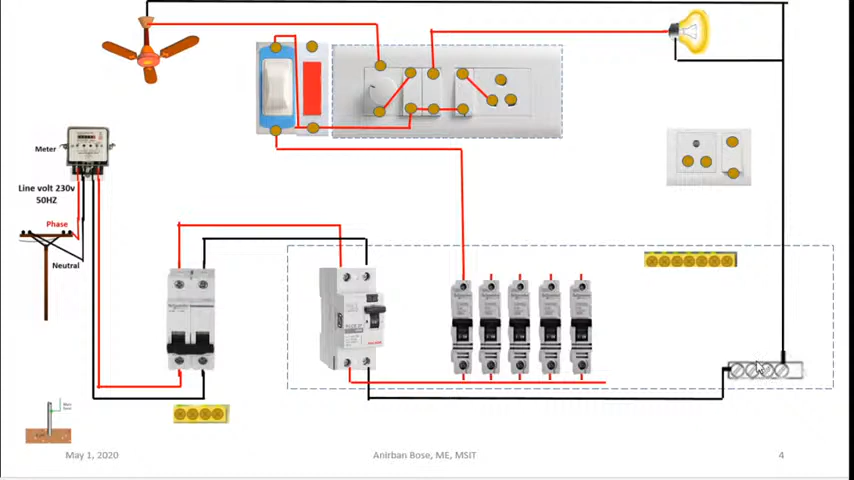 Meter
Line volt 230v
50HZ
Phase
Neutral
May 1, 2020
Anirban Bose, ME, MSIT
4